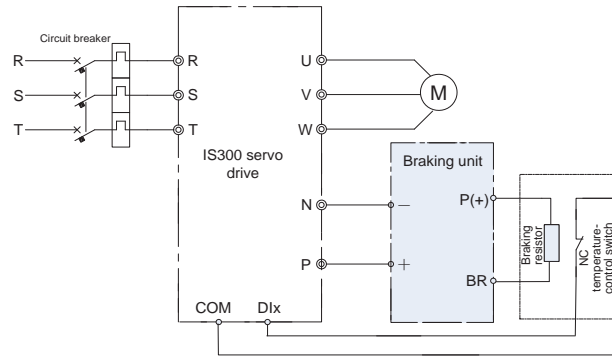 Circuit breaker
R
R
U
S
S
V
M
T
T
W
IS300 servo
drive
Braking unit
N
−
P(+)
P
+
BR
Braking
resistor
NC
temperature-
control switch
COM
DIx